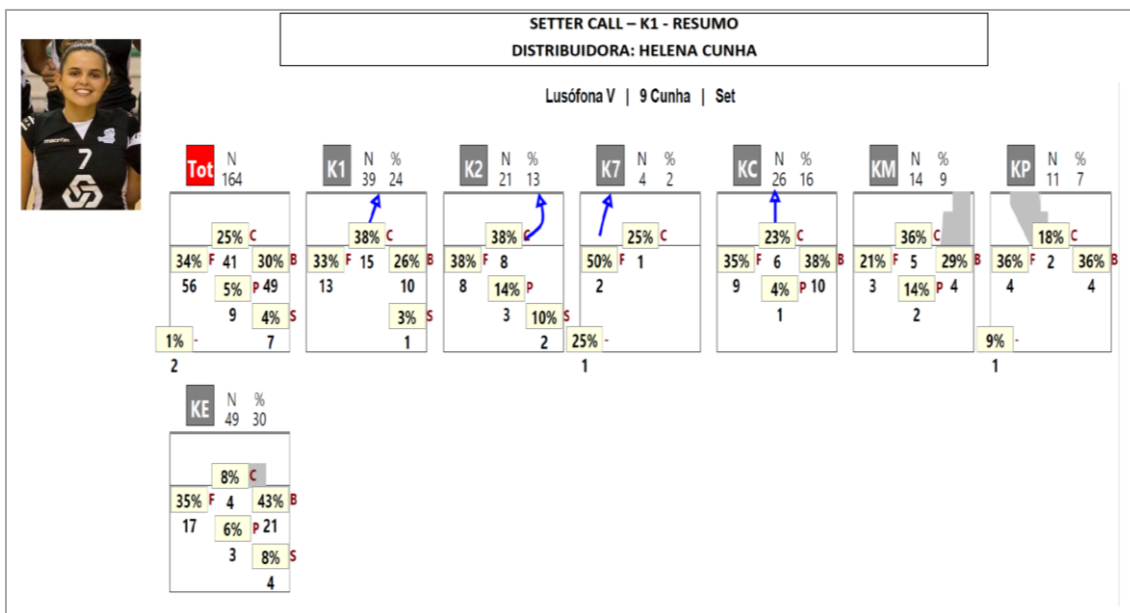 SETTER CALL – K1 - RESUMO
DISTRIBUIDORA: HELENA CUNHA
Lusófona V | 9 Cunha | Set
macron
7
Tot N 164
K1 N % 39 24
K2 N % 21 13
K7 N % 4 2
KC N % 26 16
KM N % 14 9
KP N % 11 7
25% C 41
34% F 56
30% B 49
5% P 9
4% S 7
1% - 2
38% C 15
33% F 13
26% B 10
3% S 1
38% C 8
38% F 8
14% P 3
10% S 2
25% C 1
50% F 2
25% - 1
23% C 6
35% F 9
38% B 10
4% P 1
36% C 5
21% F 3
29% B 4
14% P 2
18% C 2
36% F 4
36% B 4
9% - 1
KE N % 49 30
8% C 4
35% F 17
43% B 21
6% P 3
8% S 4